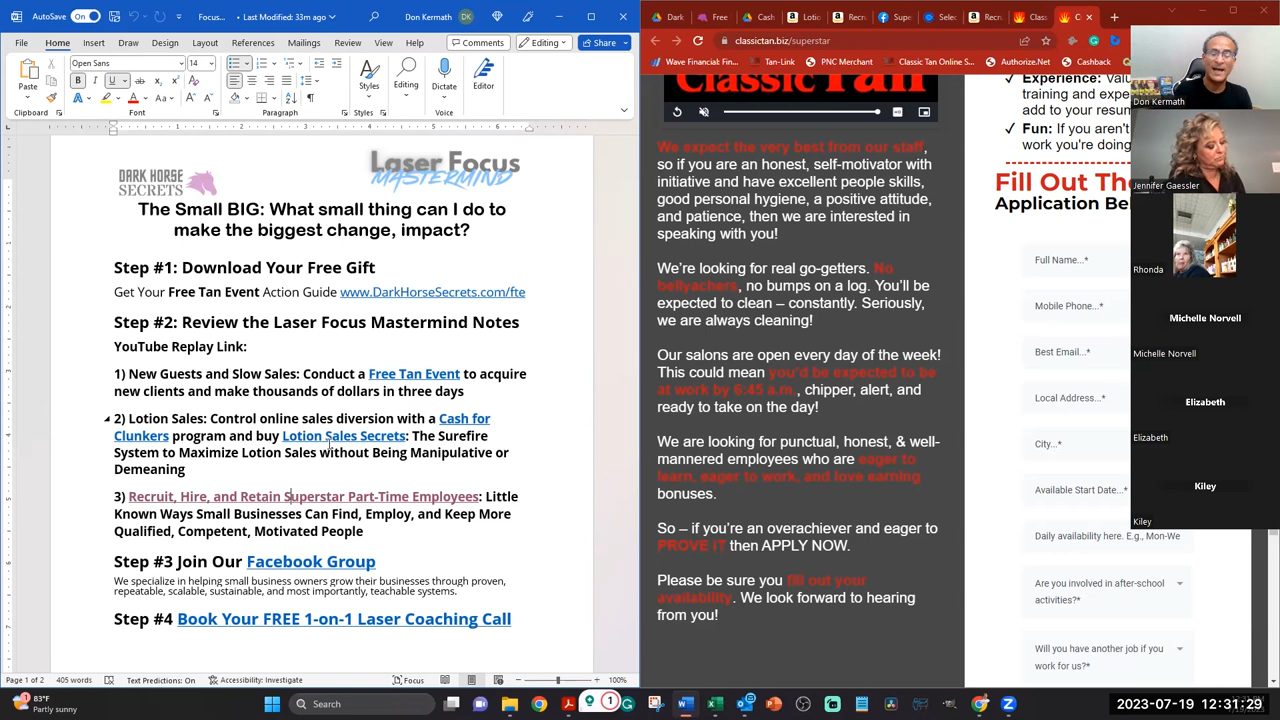 AutoSave On
Focus... • Last Modified: 33m ago
Don Kermath
DK
File Home Insert Draw Design Layout References Mailings Review View Help
Comments
Editing
Share
Paste
Clipboard
Open Sans
14
Font
Paragraph
Styles
Styles
Editing
Dictate
Voice
Editor
Editor
DARK HORSE
SECRETS
Laser Focus
MASTERMIND
The Small BIG: What small thing can I do to
make the biggest change, impact?
Step #1: Download Your Free Gift
Get Your Free Tan Event Action Guide www.DarkHorseSecrets.com/fte
Step #2: Review the Laser Focus Mastermind Notes
YouTube Replay Link:
1) New Guests and Slow Sales: Conduct a Free Tan Event to acquire
new clients and make thousands of dollars in three days
2) Lotion Sales: Control online sales diversion with a Cash for
Clunkers program and buy Lotion Sales Secrets: The Surefire
System to Maximize Lotion Sales without Being Manipulative or
Demeaning
3) Recruit, Hire, and Retain Superstar Part-Time Employees: Little
Known Ways Small Businesses Can Find, Employ, and Keep More
Qualified, Competent, Motivated People
Step #3 Join Our Facebook Group
We specialize in helping small business owners grow their businesses through proven,
repeatable, scalable, sustainable, and most importantly, teachable systems.
Step #4 Book Your FREE 1-on-1 Laser Coaching Call
Page 1 of 2 405 words Text Predictions: On Accessibility: Investigate Focus 100%
Dark Free Cash Lotio Recru Supe Selec Recru Class C
classictan.biz/superstar
Wave Financial: Fin... Tan-Link PNC Merchant Classic Tan Online S... Authorize.Net Cashback
Classic Tan
We expect the very best from our staff,
so if you are an honest, self-motivator with
initiative and have excellent people skills,
good personal hygiene, a positive attitude,
and patience, then we are interested in
speaking with you!
We're looking for real go-getters. No
bellyachers, no bumps on a log. You'll be
expected to clean – constantly. Seriously,
we are always cleaning!
Our salons are open every day of the week!
This could mean you'd be expected to be
at work by 6:45 a.m., chipper, alert, and
ready to take on the day!
We are looking for punctual, honest, & well-
mannered employees who are eager to
learn, eager to work, and love earning
bonuses.
So – if you're an overachiever and eager to
PROVE IT then APPLY NOW.
Please be sure you fill out your
availability. We look forward to hearing
from you!
✓ Experience: Valu
training and expe
add to your resum
✓ Fun: If you aren't
work you're doing
Fill Out The
Application Be
Full Name...*
Mobile Phone...*
Best Email...*
Local Address...*
City...*
Available Start Date...*
Daily availability here. E.g., Mon-We
Are you involved in after-school
activities?*
Will you have another job if you
work for us?*
Don Kermath
Jennifer Gaessler
Rhonda
Michelle Norvell
Michelle Norvell
Elizabeth
Elizabeth
Kiley
Kiley
83°F
Partly sunny
Search
1
2023-07-19 12:31:29